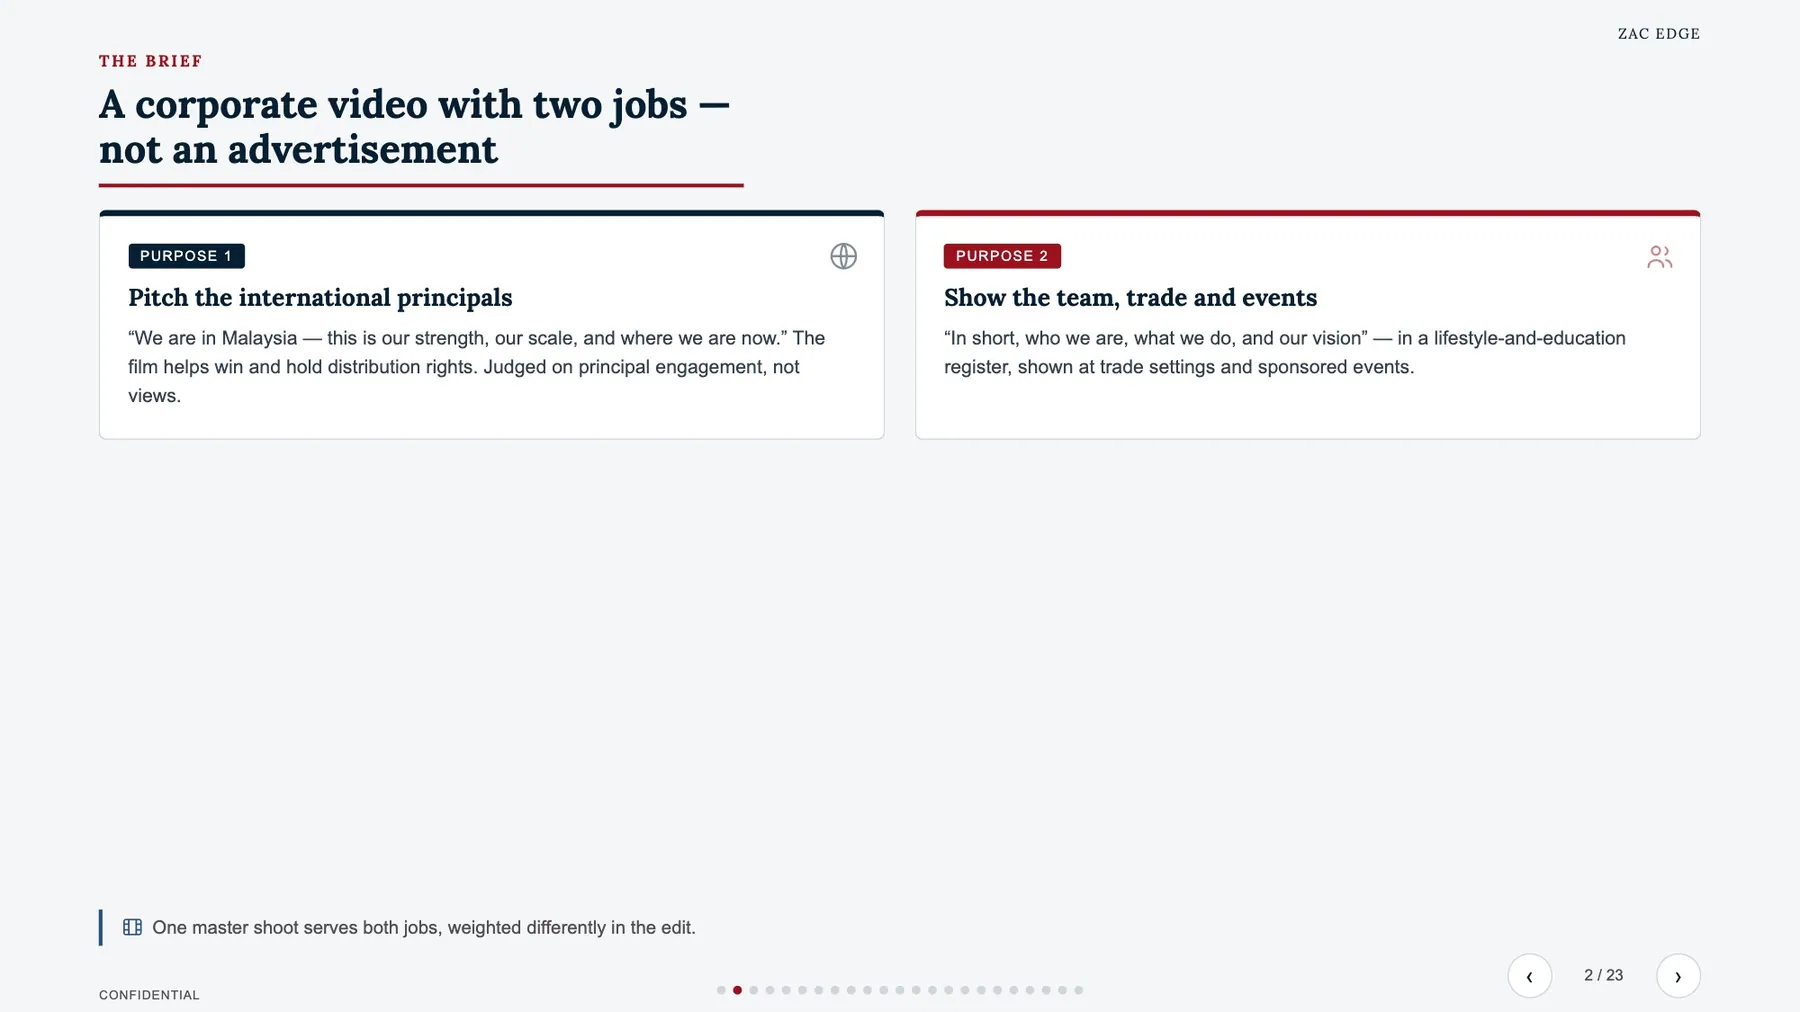 ZAC EDGE
THE BRIEF
A corporate video with two jobs —
not an advertisement
PURPOSE 1
Pitch the international principals
“We are in Malaysia — this is our strength, our scale, and where we are now.” The
film helps win and hold distribution rights. Judged on principal engagement, not
views.
PURPOSE 2
Show the team, trade and events
“In short, who we are, what we do, and our vision” — in a lifestyle-and-education
register, shown at trade settings and sponsored events.
One master shoot serves both jobs, weighted differently in the edit.
CONFIDENTIAL
‹ 2 / 23 ›